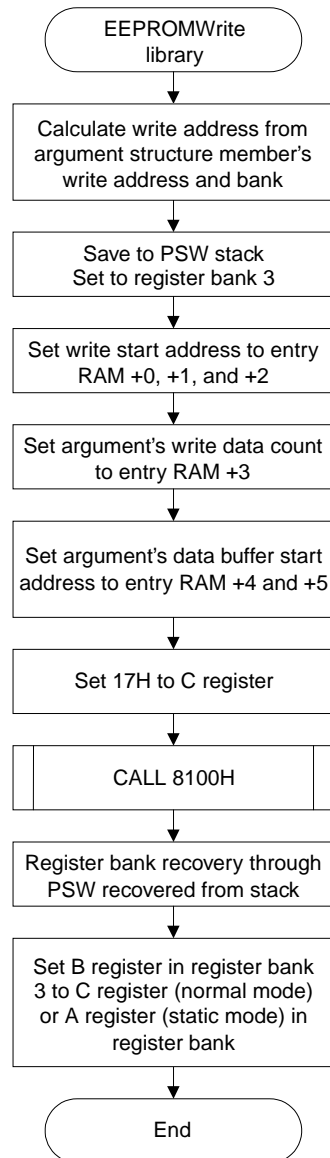 EEPROMWrite
library
Calculate write address from
argument structure member's
write address and bank
Save to PSW stack
Set to register bank 3
Set write start address to entry
RAM +0, +1, and +2
Set argument's write data count
to entry RAM +3
Set argument's data buffer start
address to entry RAM +4 and +5
Set 17H to C register
CALL 8100H
Register bank recovery through
PSW recovered from stack
Set B register in register bank
3 to C register (normal mode)
or A register (static mode) in
register bank
End